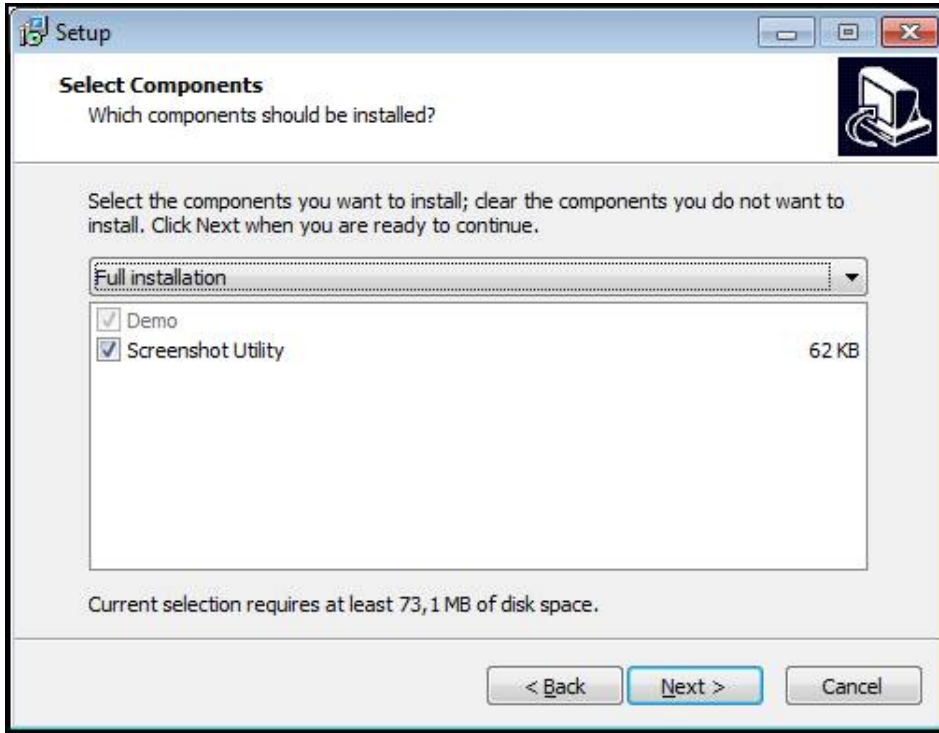 Setup
Select Components
Which components should be installed?
Select the components you want to install; clear the components you do not want to
install. Click Next when you are ready to continue.
Full installation
Demo
Screenshot Utility 62 KB
Current selection requires at least 73,1 MB of disk space.
< Back Next > Cancel